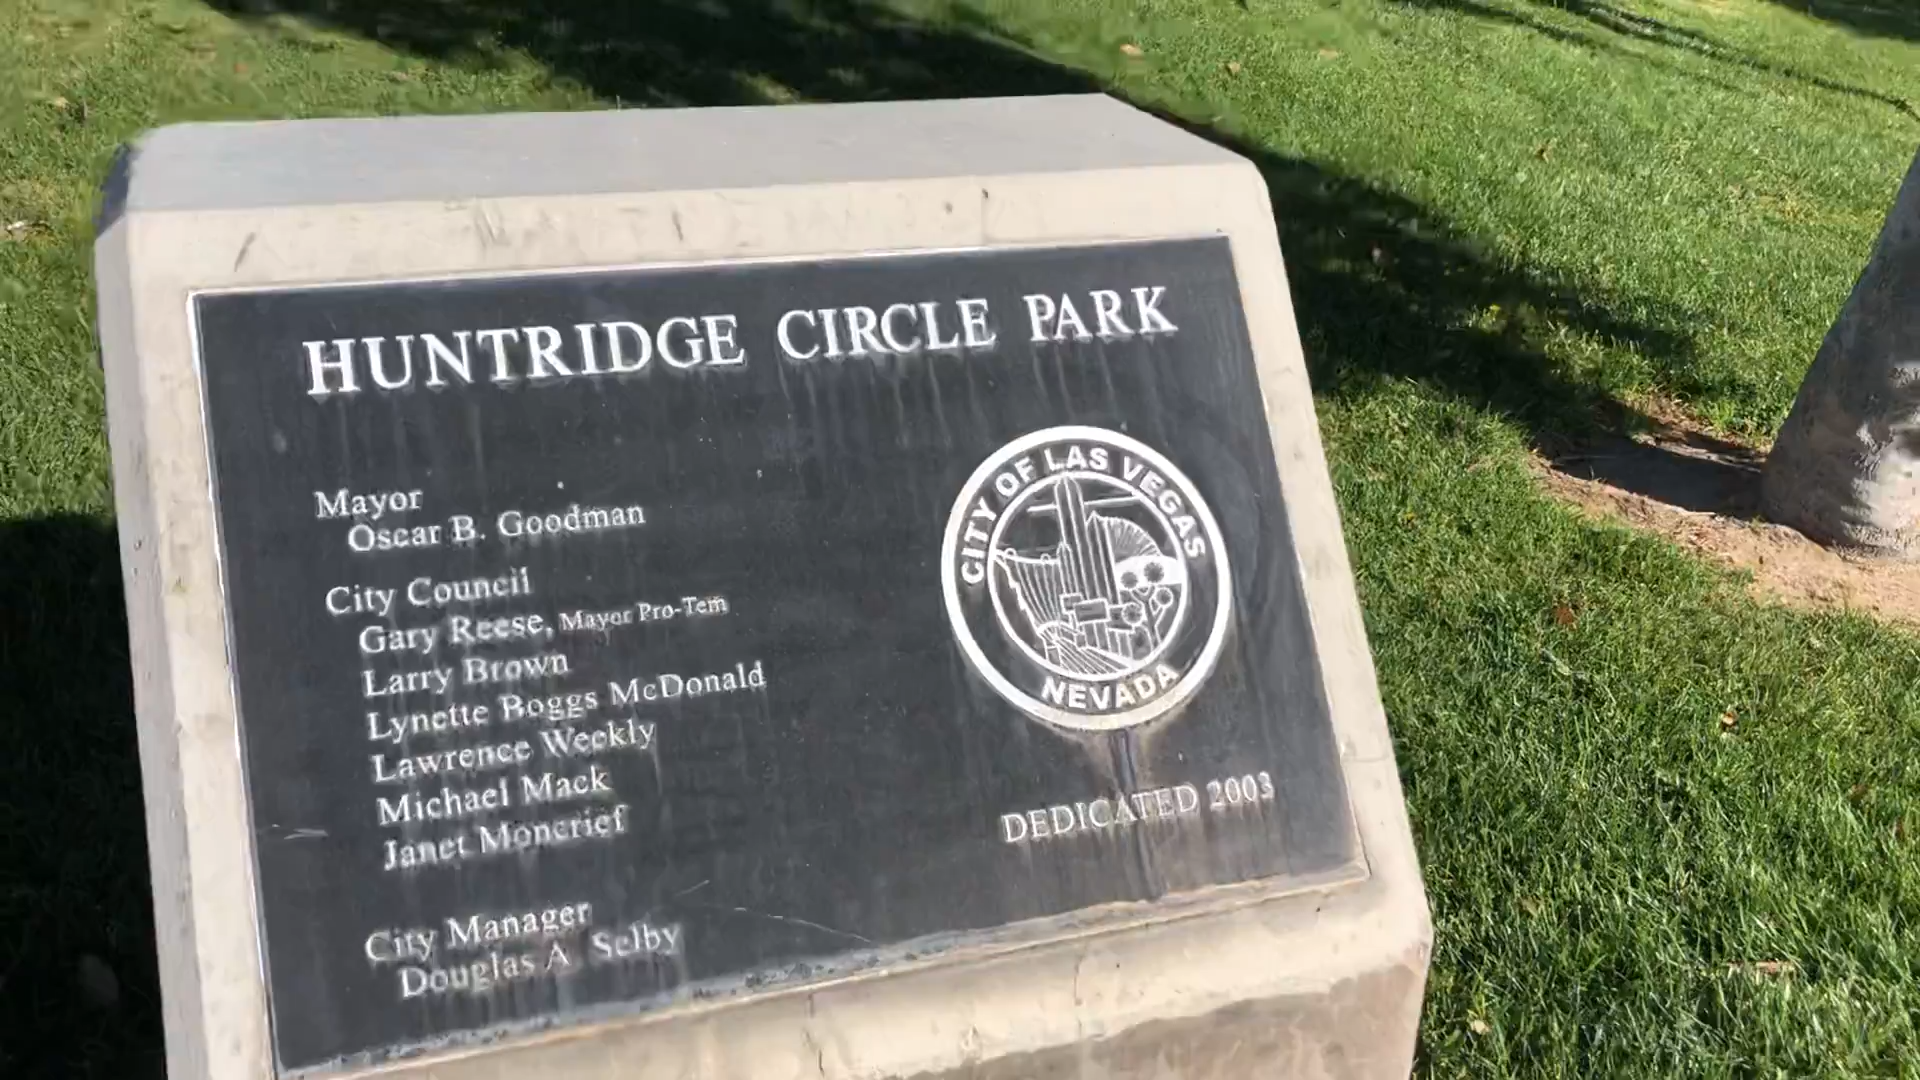 HUNTRIDGE CIRCLE PARK
Mayor
Oscar B. Goodman
City Council
Gary Reese, Mayor Pro-Tem
Larry Brown
Lynette Boggs McDonald
Lawrence Weekly
Michael Mack
Janet Moncrief
City Manager
Douglas A. Selby
CITY OF LAS VEGAS
NEVADA
DEDICATED 2003